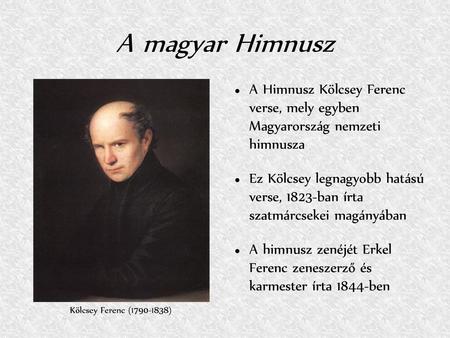 A magyar Himnusz
• A Himnusz Kölcsey Ferenc
verse, mely egyben
Magyarország nemzeti
himnusza
• Ez Kölcsey legnagyobb hatású
verse, 1823-ban írta
szatmárcsekei magányában
• A himnusz zenéjét Erkel
Ferenc zeneszerző és
karmester írta 1844-ben
Kölcsey Ferenc (1790-1838)